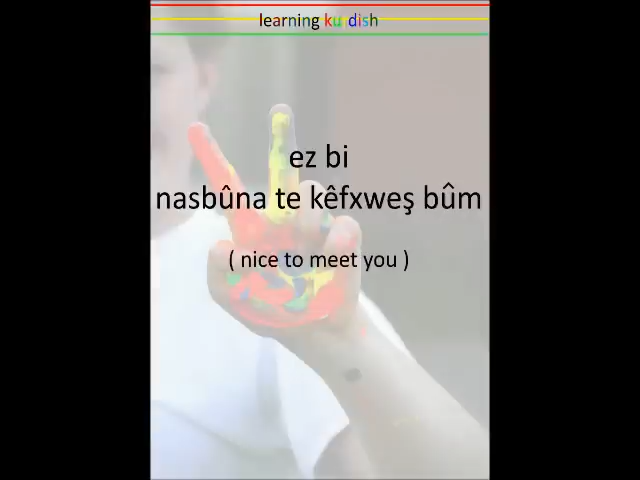 learning kurdish
ez bi
nasbûna te kêfxweş bûm
( nice to meet you )